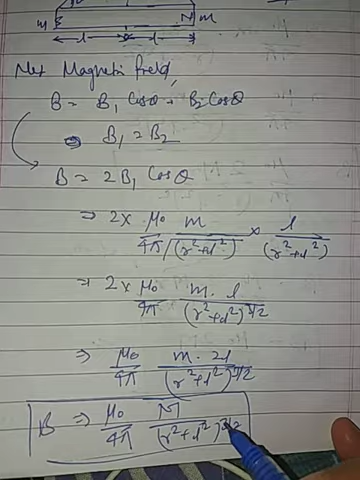 m S N m
← l → ← l →
Net Magnetic field,
B = B₁ Cosθ + B₂ Cosθ
B₁ = B₂
B = 2B₁ Cosθ
⇒ 2 × μ₀/4π m/(r²+l²) × l/(r²+l²)
⇒ 2 × μ₀/4π m·l/(r²+l²)^3/2
⇒ μ₀/4π m·2l/(r²+l²)^3/2
B ⇒ μ₀/4π M/(r²+l²)^3/2